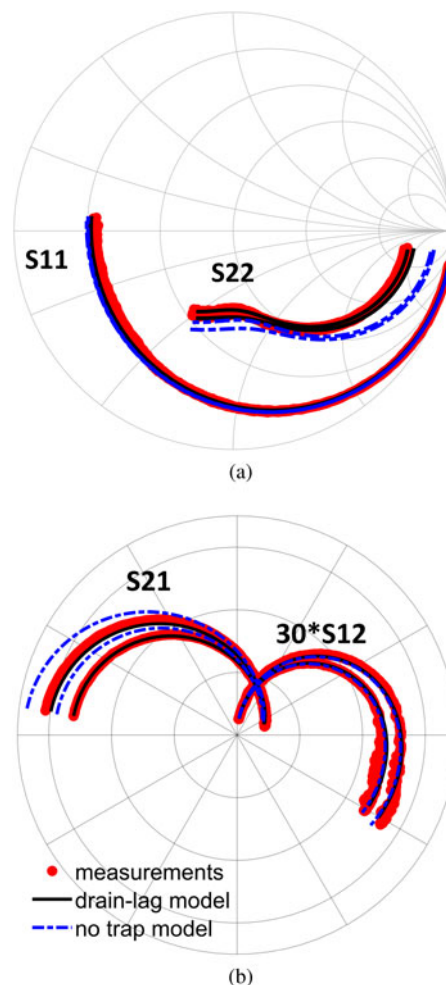 S11
S22
(a)
S21
30*S12
measurements
drain-lag model
no trap model
(b)